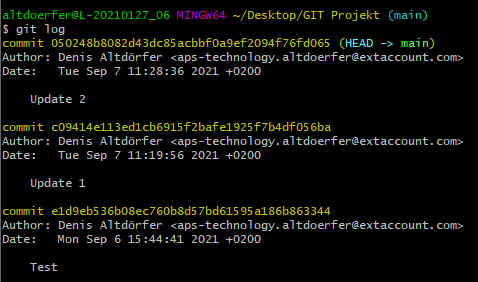 altdoerfer@L-20210127_06 MINGW64 ~/Desktop/GIT Projekt (main)
$ git log
commit 050248b8082d43dc85acbbf0a9ef2094f76fd065 (HEAD -> main)
Author: Denis Altdörfer <aps-technology.altdoerfer@extaccount.com>
Date:   Tue Sep 7 11:28:36 2021 +0200

    Update 2

commit c09414e113ed1cb6915f2bafe1925f7b4df056ba
Author: Denis Altdörfer <aps-technology.altdoerfer@extaccount.com>
Date:   Tue Sep 7 11:19:56 2021 +0200

    Update 1

commit e1d9eb536b08ec760b8d57bd61595a186b863344
Author: Denis Altdörfer <aps-technology.altdoerfer@extaccount.com>
Date:   Mon Sep 6 15:44:41 2021 +0200

    Test